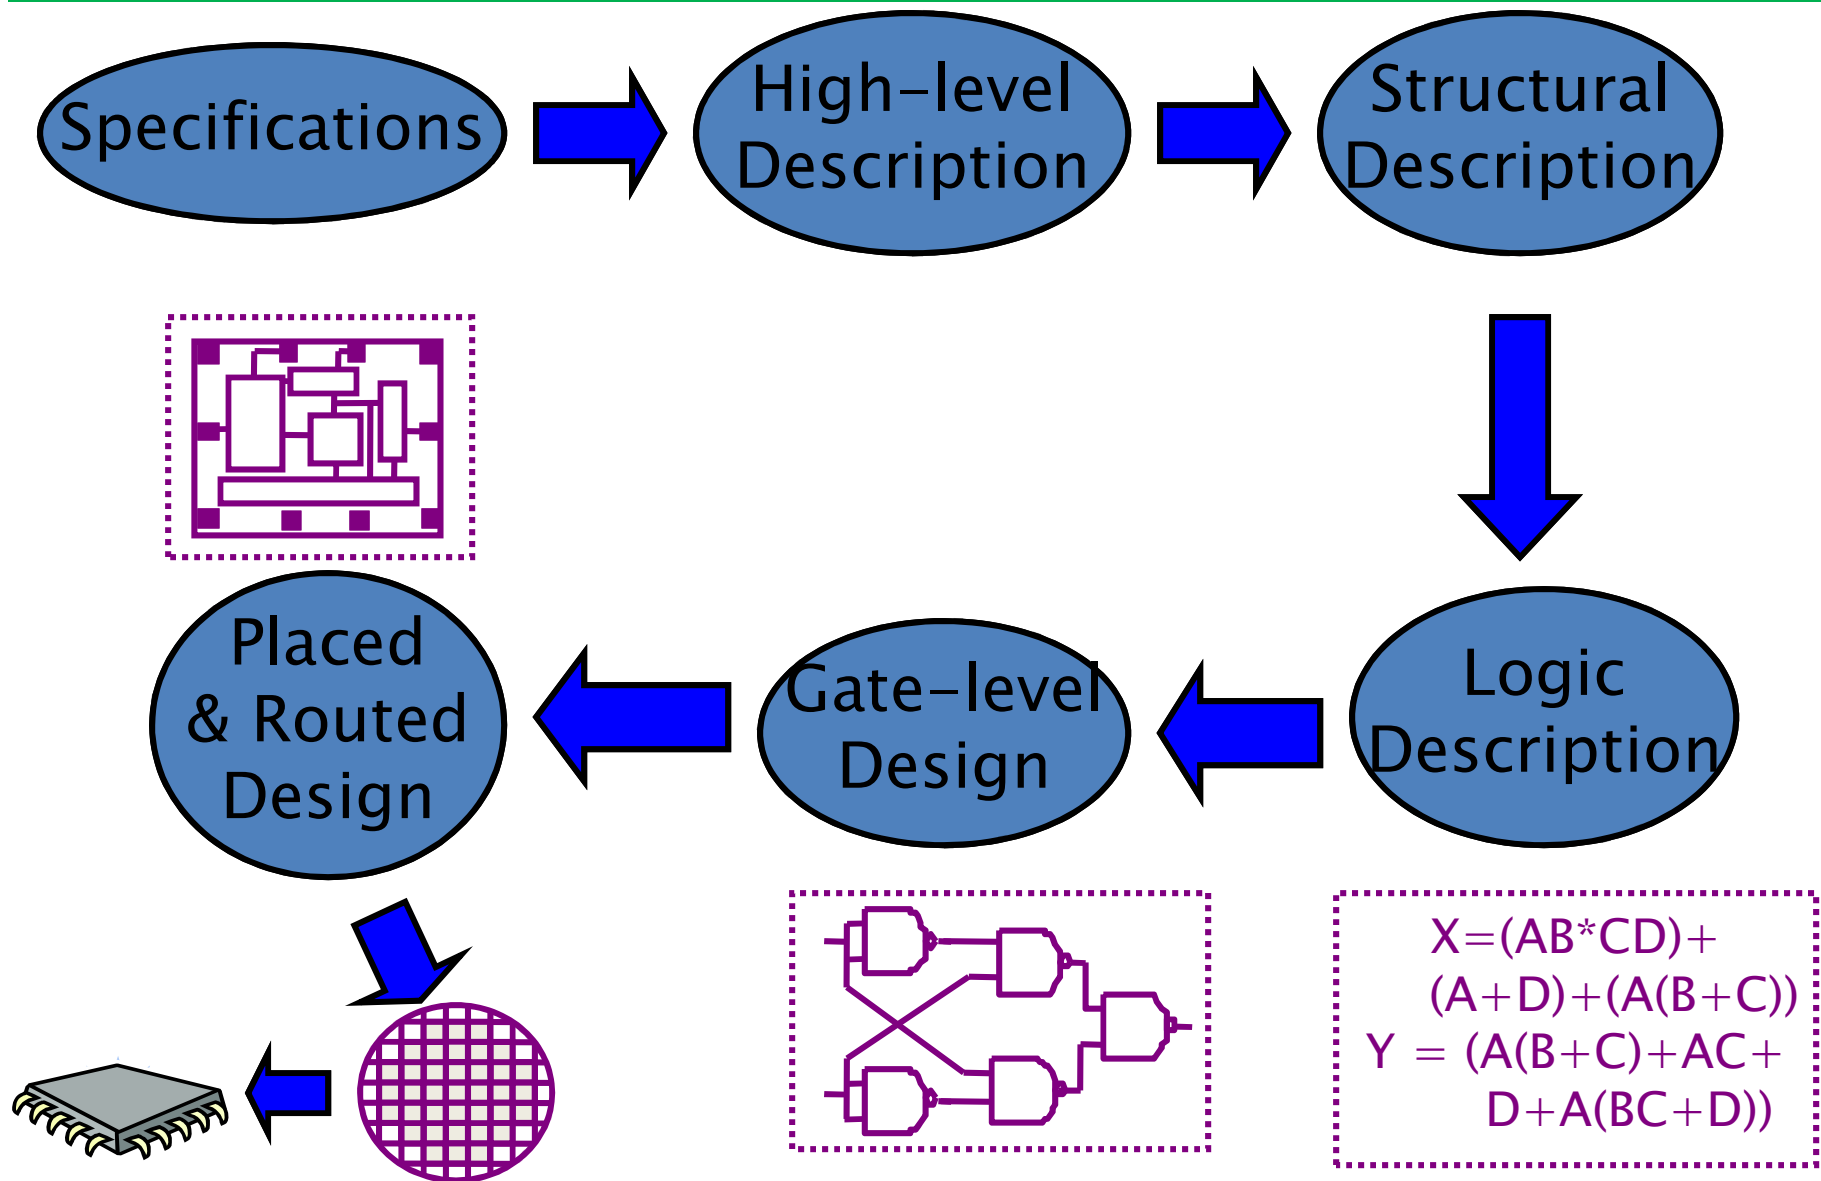 Specifications
High-level
Description
Structural
Description
Placed
& Routed
Design
Gate-level
Design
Logic
Description
X=(AB*CD)+
(A+D)+(A(B+C))
Y = (A(B+C)+AC+
D+A(BC+D))